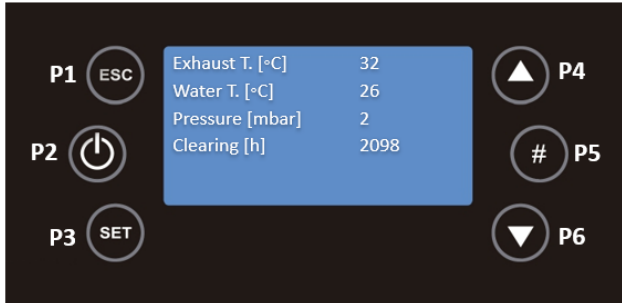 P1 ESC
P2
P3 SET
Exhaust T. [°C] 32
Water T. [°C] 26
Pressure [mbar] 2
Clearing [h] 2098
P4
# P5
P6